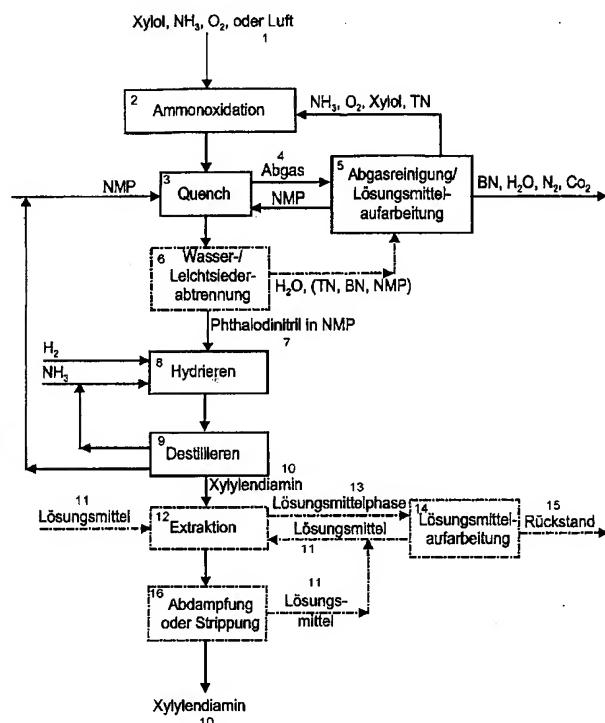 Xylol, NH3, O2, oder Luft
1
2 Ammonoxidation
NH3, O2, Xylol, TN
NMP
3 Quench
4
Abgas
NMP
5 Abgasreinigung/
Lösungsmittel-
aufarbeitung
BN, H2O, N2, Co2
6 Wasser-/
Leichtsieder-
abtrennung
H2O, (TN, BN, NMP)
Phthalodinitril in NMP
7
H2
NH3
8 Hydrieren
9 Destillieren
10
Xylylendiamin
11
Lösungsmittel
12 Extraktion
13
Lösungsmittelphase
Lösungsmittel
11
14 Lösungsmittel-
aufarbeitung
15
Rückstand
16 Abdampfung
oder Strippung
11
Lösungs-
mittel
Xylylendiamin
10